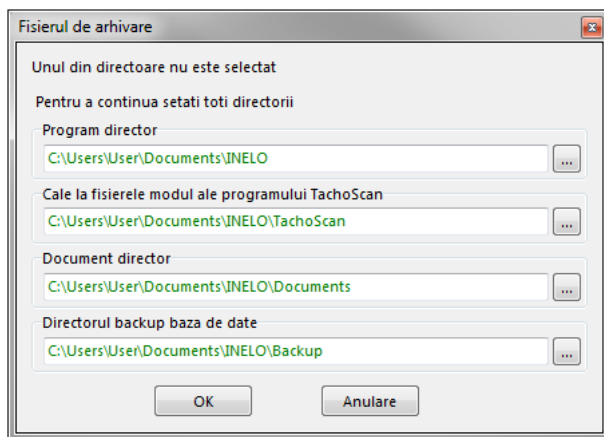 Fisierul de arhivare
Unul din directoare nu este selectat
Pentru a continua setati toti directorii
Program director
C:\Users\User\Documents\INELO
...
Cale la fisierele modul ale programului TachoScan
C:\Users\User\Documents\INELO\TachoScan
...
Document director
C:\Users\User\Documents\INELO\Documents
...
Directorul backup baza de date
C:\Users\User\Documents\INELO\Backup
...
OK
Anulare